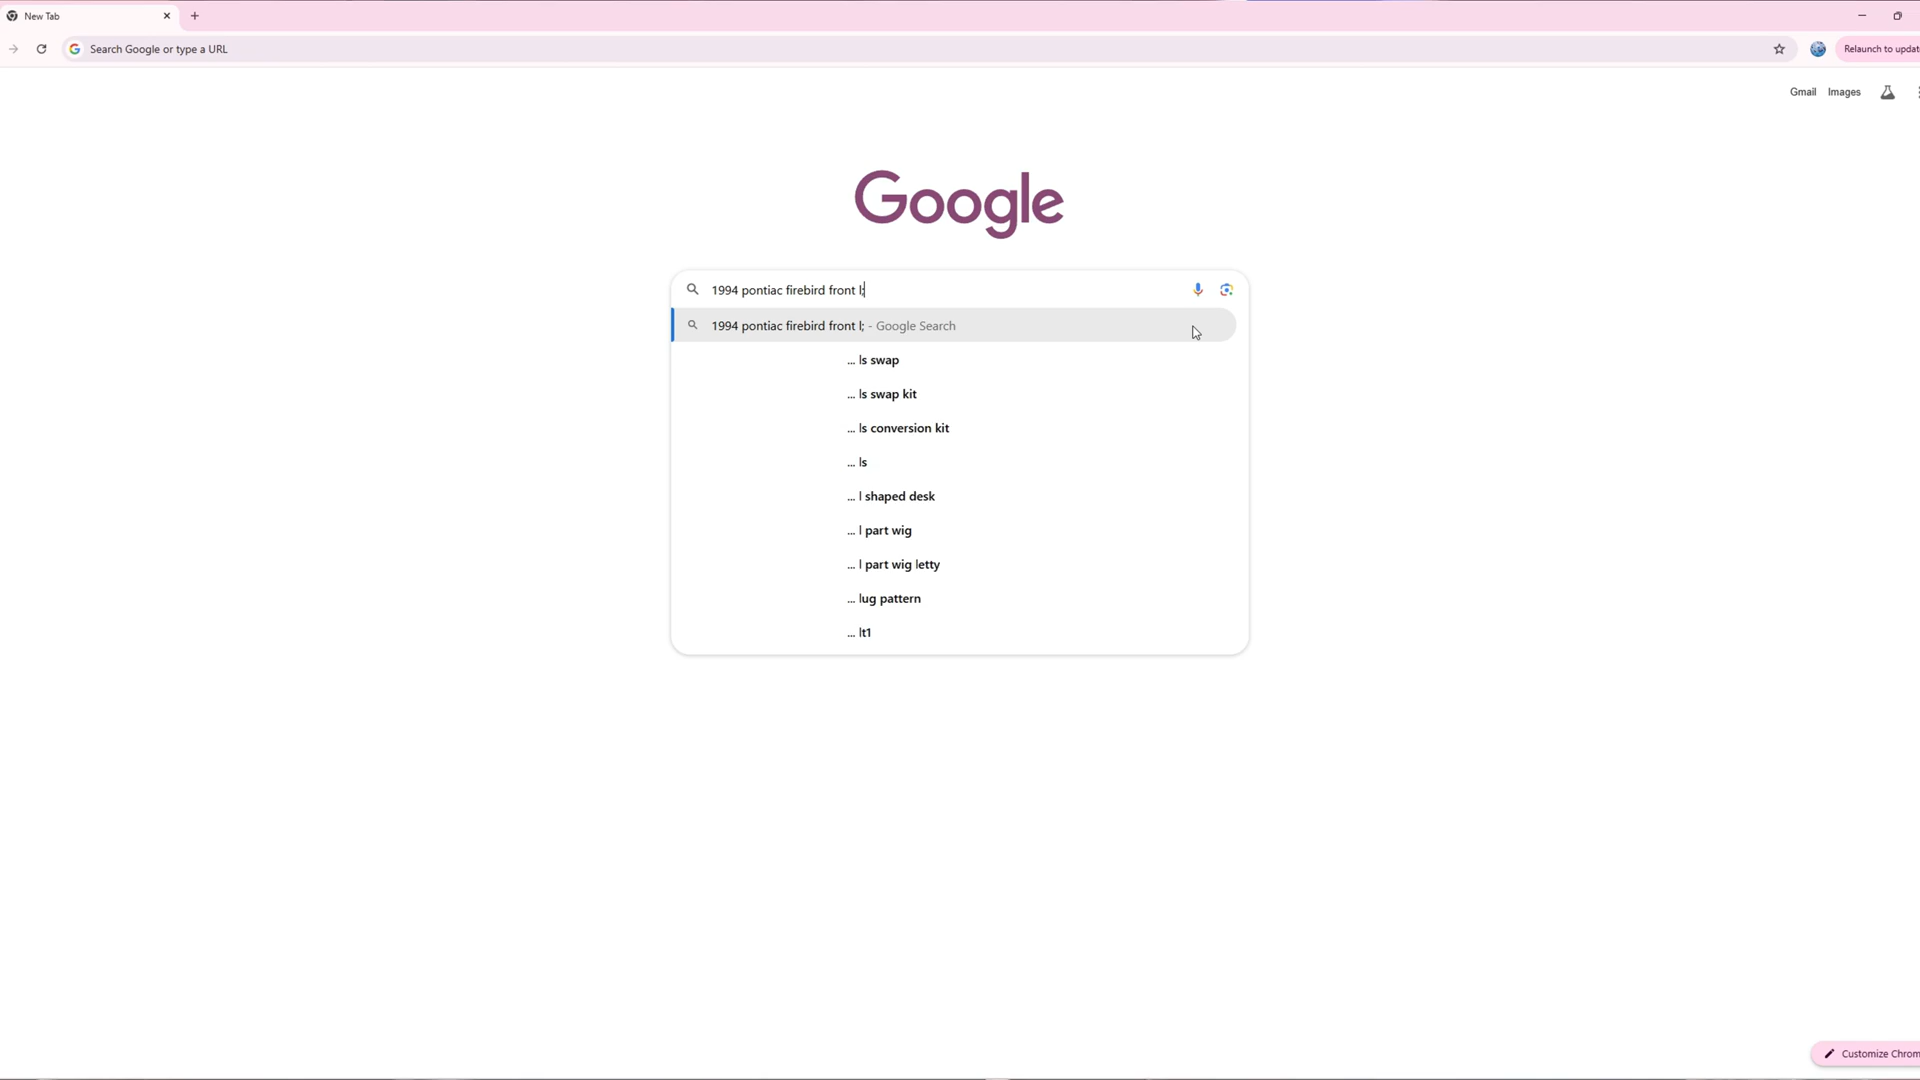 New Tab
Search Google or type a URL
Relaunch to updat
Gmail Images
Google
1994 pontiac firebird front l;
1994 pontiac firebird front l; - Google Search
... ls swap
... ls swap kit
... ls conversion kit
... ls
... l shaped desk
... l part wig
... l part wig letty
... lug pattern
... lt1
Customize Chrom